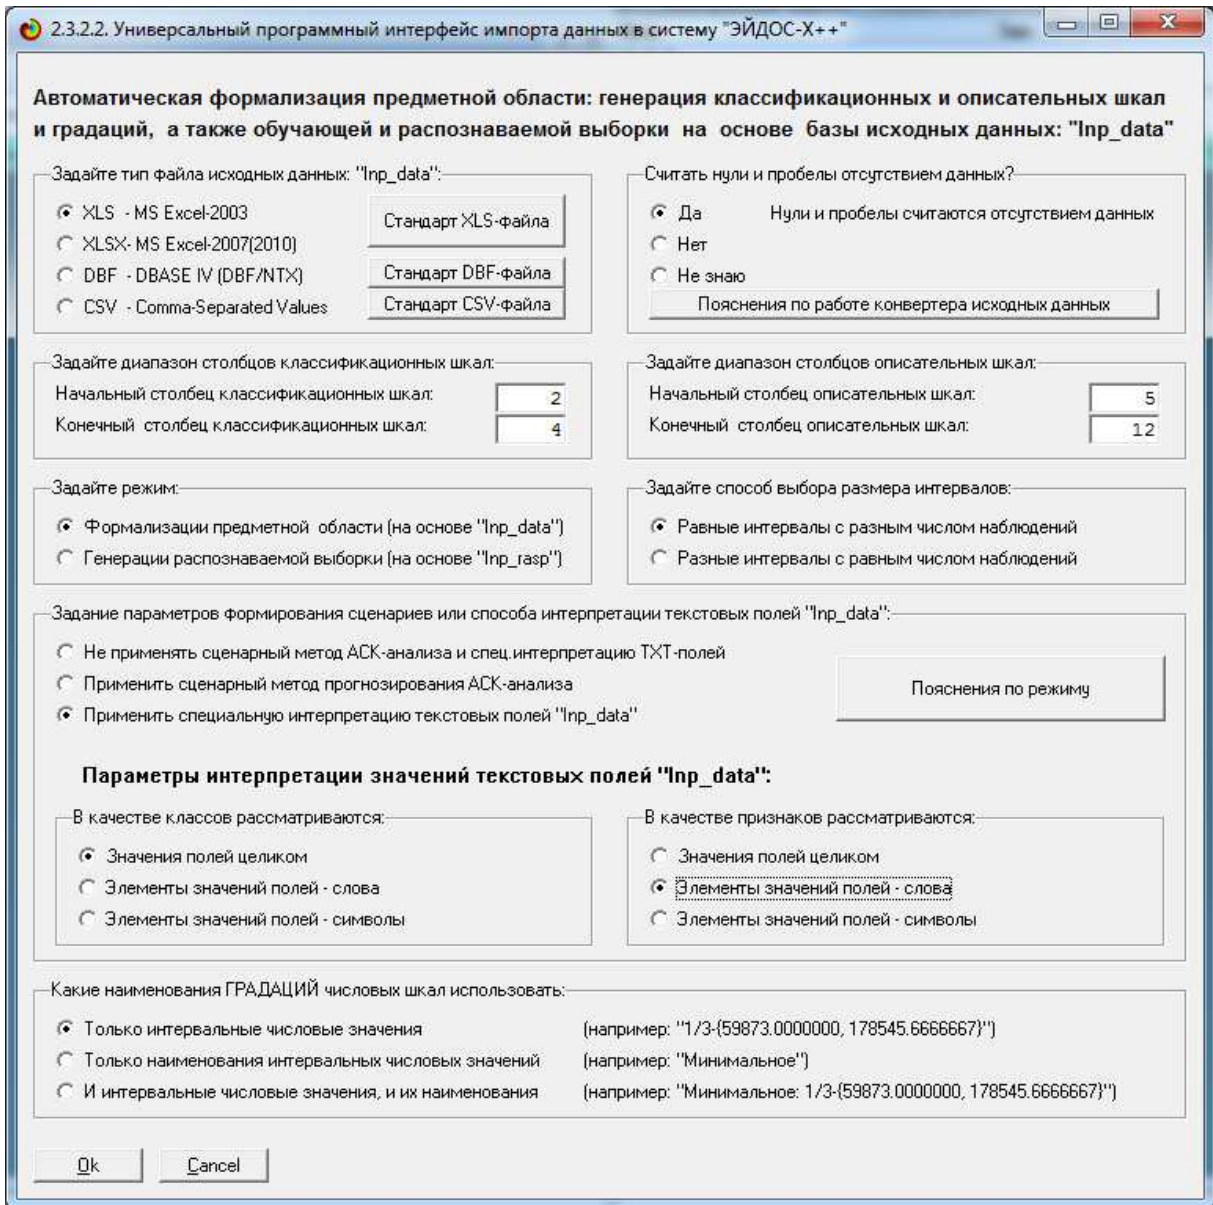 2.3.2.2. Универсальный программный интерфейс импорта данных в систему "ЭЙДОС-X++"
Автоматическая формализация предметной области: генерация классификационных и описательных шкал
и градаций, а также обучающей и распознаваемой выборки на основе базы исходных данных: "Inp_data"
Задайте тип файла исходных данных: "Inp_data":
XLS - MS Excel-2003
XLSX- MS Excel-2007(2010)
DBF - DBASE IV (DBF/NTX)
CSV - Comma-Separated Values
Стандарт XLS-файла
Стандарт DBF-файла
Стандарт CSV-файла
Считать нули и пробелы отсутствием данных?
Да Нули и пробелы считаются отсутствием данных
Нет
Не знаю
Пояснения по работе конвертера исходных данных
Задайте диапазон столбцов классификационных шкал:
Начальный столбец классификационных шкал: 2
Конечный столбец классификационных шкал: 4
Задайте диапазон столбцов описательных шкал:
Начальный столбец описательных шкал: 5
Конечный столбец описательных шкал: 12
Задайте режим:
Формализации предметной области (на основе "Inp_data")
Генерации распознаваемой выборки (на основе "Inp_rasp")
Задайте способ выбора размера интервалов:
Равные интервалы с разным числом наблюдений
Разные интервалы с равным числом наблюдений
Задание параметров формирования сценариев или способа интерпретации текстовых полей "Inp_data":
Не применять сценарный метод АСК-анализа и спец.интерпретацию TXT-полей
Применить сценарный метод прогнозирования АСК-анализа
Применить специальную интерпретацию текстовых полей "Inp_data"
Пояснения по режиму
Параметры интерпретации значений текстовых полей "Inp_data":
В качестве классов рассматриваются:
Значения полей целиком
Элементы значений полей - слова
Элементы значений полей - символы
В качестве признаков рассматриваются:
Значения полей целиком
Элементы значений полей - слова
Элементы значений полей - символы
Какие наименования ГРАДАЦИЙ числовых шкал использовать:
Только интервальные числовые значения (например: "1/3-{59873.0000000, 178545.6666667}")
Только наименования интервальных числовых значений (например: "Минимальное")
И интервальные числовые значения, и их наименования (например: "Минимальное: 1/3-{59873.0000000, 178545.6666667}")
Ok Cancel